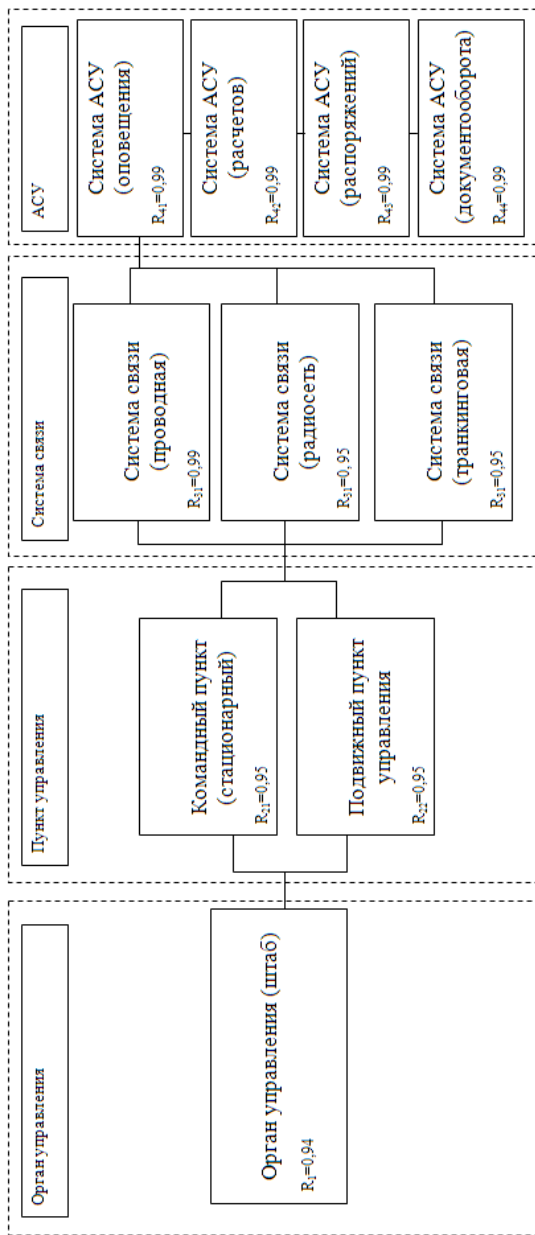 Орган управления
Орган управления (штаб)
R₁=0,94
Пункт управления
Командный пункт
(стационарный)
R₂₁=0,95
Подвижный пункт
управления
R₂₂=0,95
Система связи
Система связи
(проводная)
R₃₁=0,99
Система связи
(радиосеть)
R₃₁=0, 95
Система связи
(транкинговая)
R₃₁=0,95
АСУ
Система АСУ
(оповещения)
R₄₁=0,99
Система АСУ
(расчетов)
R₄₂=0,99
Система АСУ
(распоряжений)
R₄₃=0,99
Система АСУ
(документооборота)
R₄₄=0,99